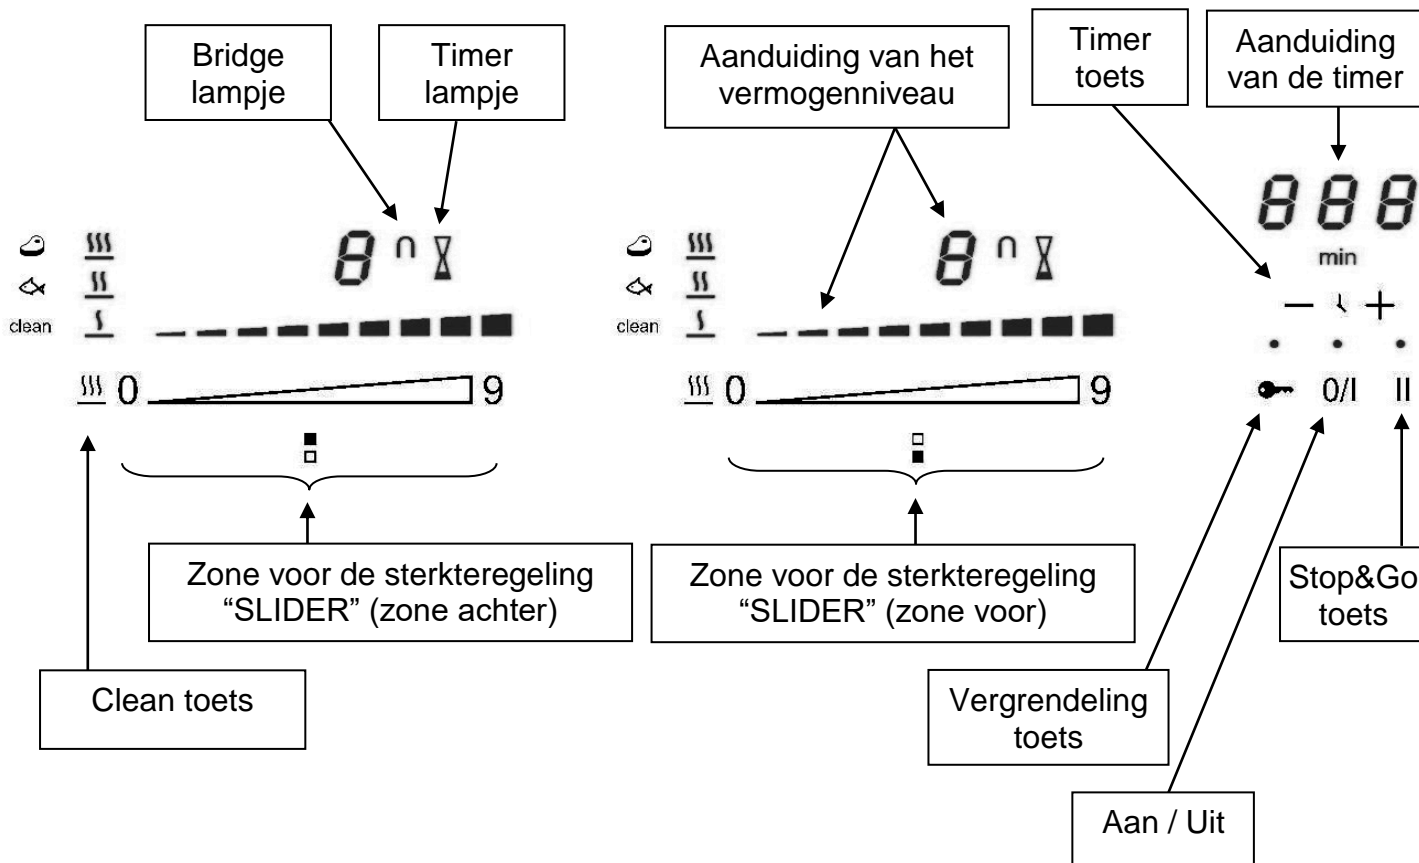 Bridge
lampje
Timer
lampje
Aanduiding van het
vermogenniveau
Timer
toets
Aanduiding
van de timer
8
8
888
min
clean
clean
0
9
0
9
0/I
II
Zone voor de sterkteregeling
“SLIDER” (zone achter)
Zone voor de sterkteregeling
“SLIDER” (zone voor)
Stop&Go
toets
Clean toets
Vergrendeling
toets
Aan / Uit